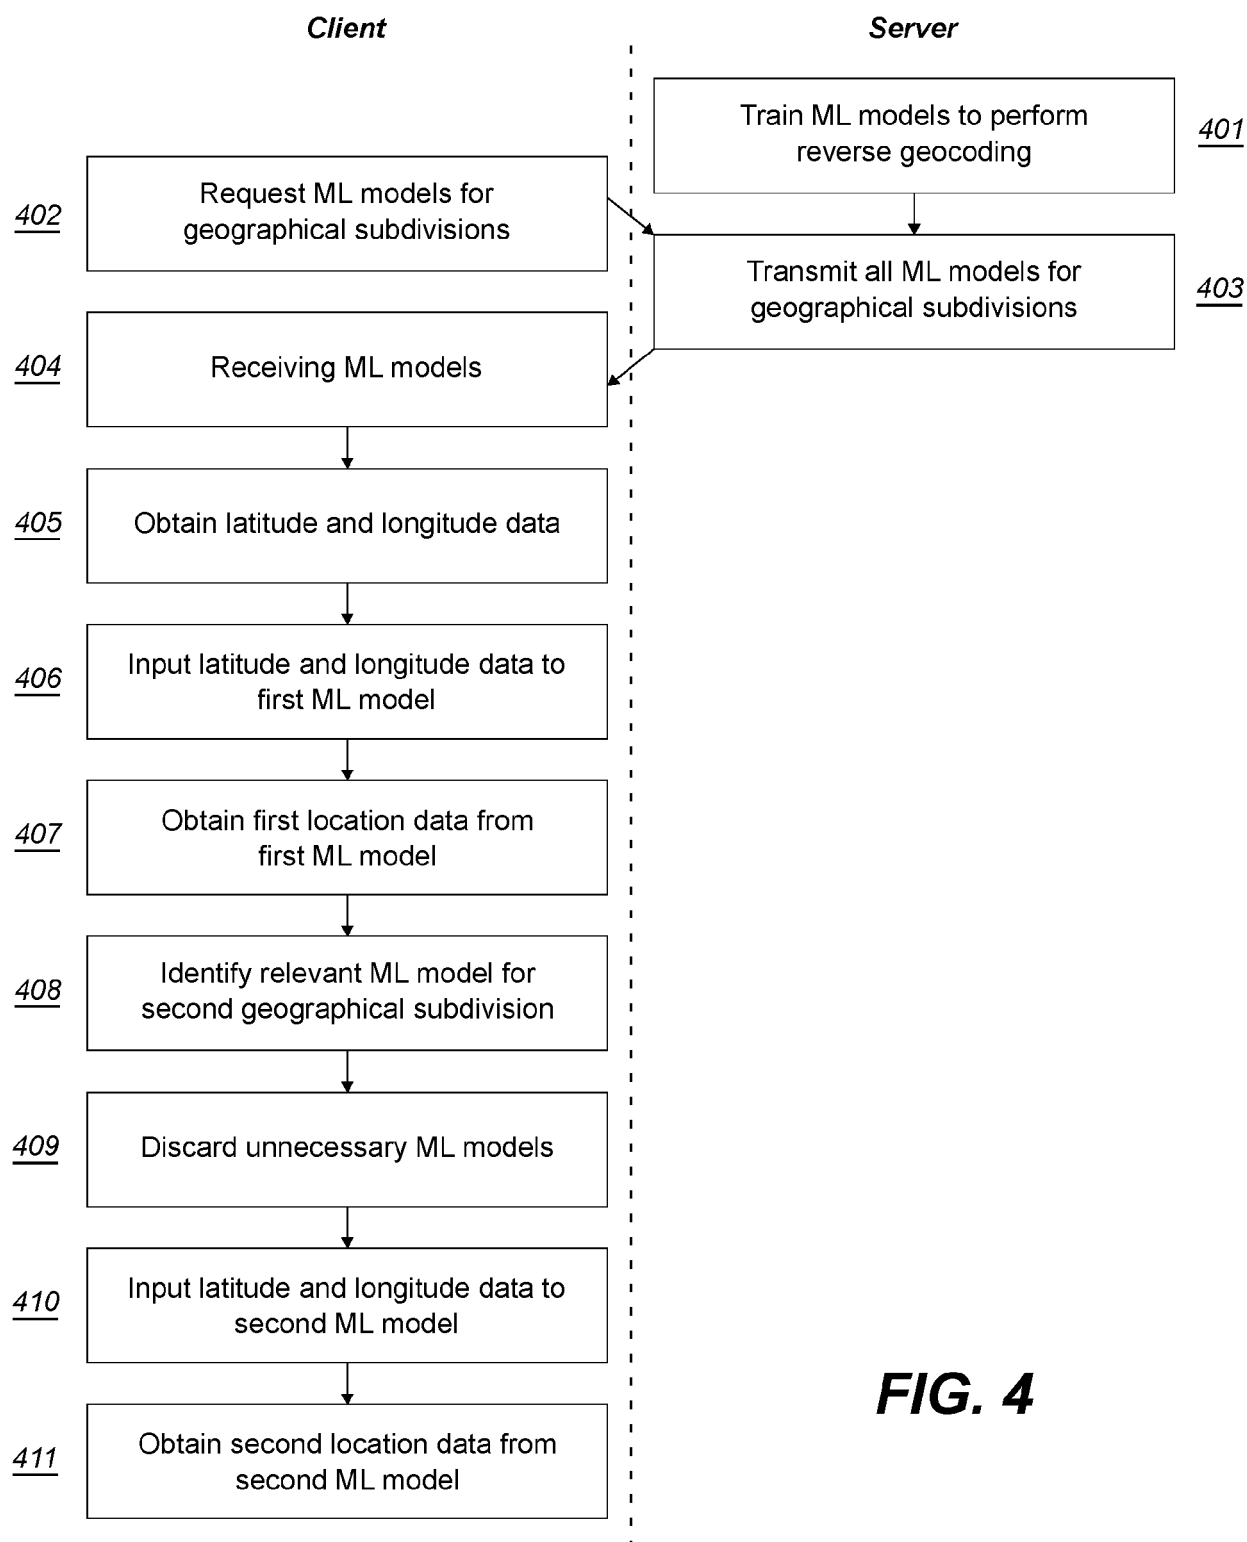 Client
Server
Train ML models to perform
reverse geocoding
401
402
Request ML models for
geographical subdivisions
Transmit all ML models for
geographical subdivisions
403
404
Receiving ML models
405
Obtain latitude and longitude data
406
Input latitude and longitude data to
first ML model
407
Obtain first location data from
first ML model
408
Identify relevant ML model for
second geographical subdivision
409
Discard unnecessary ML models
410
Input latitude and longitude data to
second ML model
411
Obtain second location data from
second ML model
FIG. 4